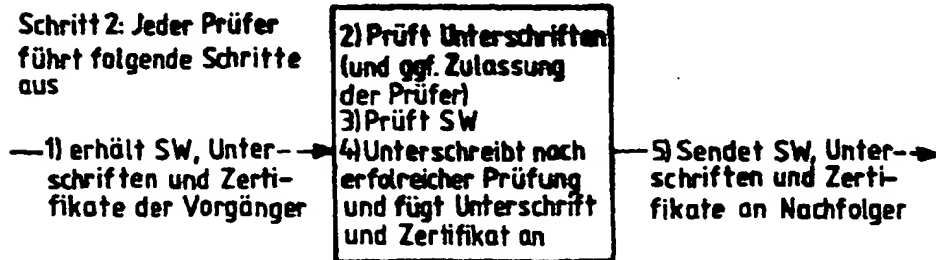 Schritt 2: Jeder Prüfer
führt folgende Schritte
aus
1) erhält SW, Unter-
schriften und Zerti-
fikate der Vorgänger
2) Prüft Unterschriften
(und ggf. Zulassung
der Prüfer)
3) Prüft SW
4) Unterschreibt nach
erfolreicher Prüfung
und fügt Unterschrift
und Zertifikat an
5) Sendet SW, Unter-
schriften und Zerti-
fikate an Nachfolger